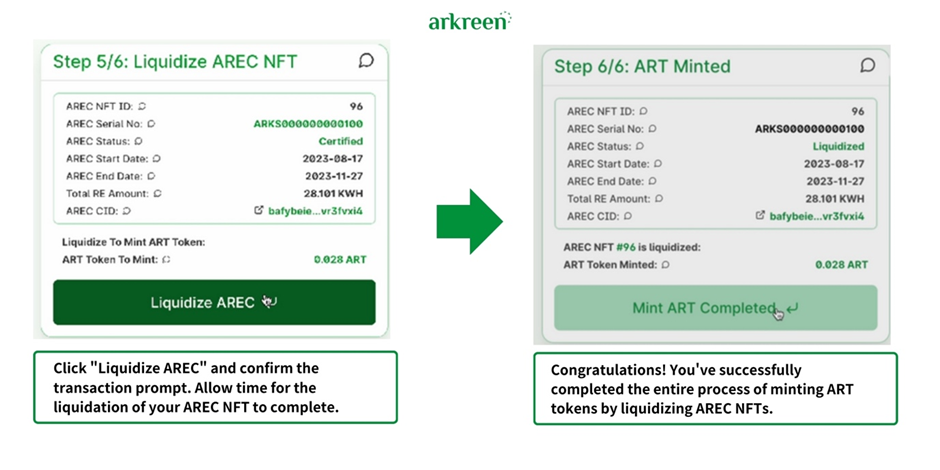 arkreen
Step 5/6: Liquidize AREC NFT
AREC NFT ID: 96
AREC Serial No: ARKS000000000100
AREC Status: Certified
AREC Start Date: 2023-08-17
AREC End Date: 2023-11-27
Total RE Amount: 28.101 KWH
AREC CID: bafybeie...vr3fvxi4
Liquidize To Mint ART Token:
ART Token To Mint: 0.028 ART
Liquidize AREC
Click "Liquidize AREC" and confirm the
transaction prompt. Allow time for the
liquidation of your AREC NFT to complete.
Step 6/6: ART Minted
AREC NFT ID: 96
AREC Serial No: ARKS000000000100
AREC Status: Liquidized
AREC Start Date: 2023-08-17
AREC End Date: 2023-11-27
Total RE Amount: 28.101 KWH
AREC CID: bafybeie...vr3fvxi4
AREC NFT #96 is liquidized:
ART Token Minted: 0.028 ART
Mint ART Completed
Congratulations! You've successfully
completed the entire process of minting ART
tokens by liquidizing AREC NFTs.